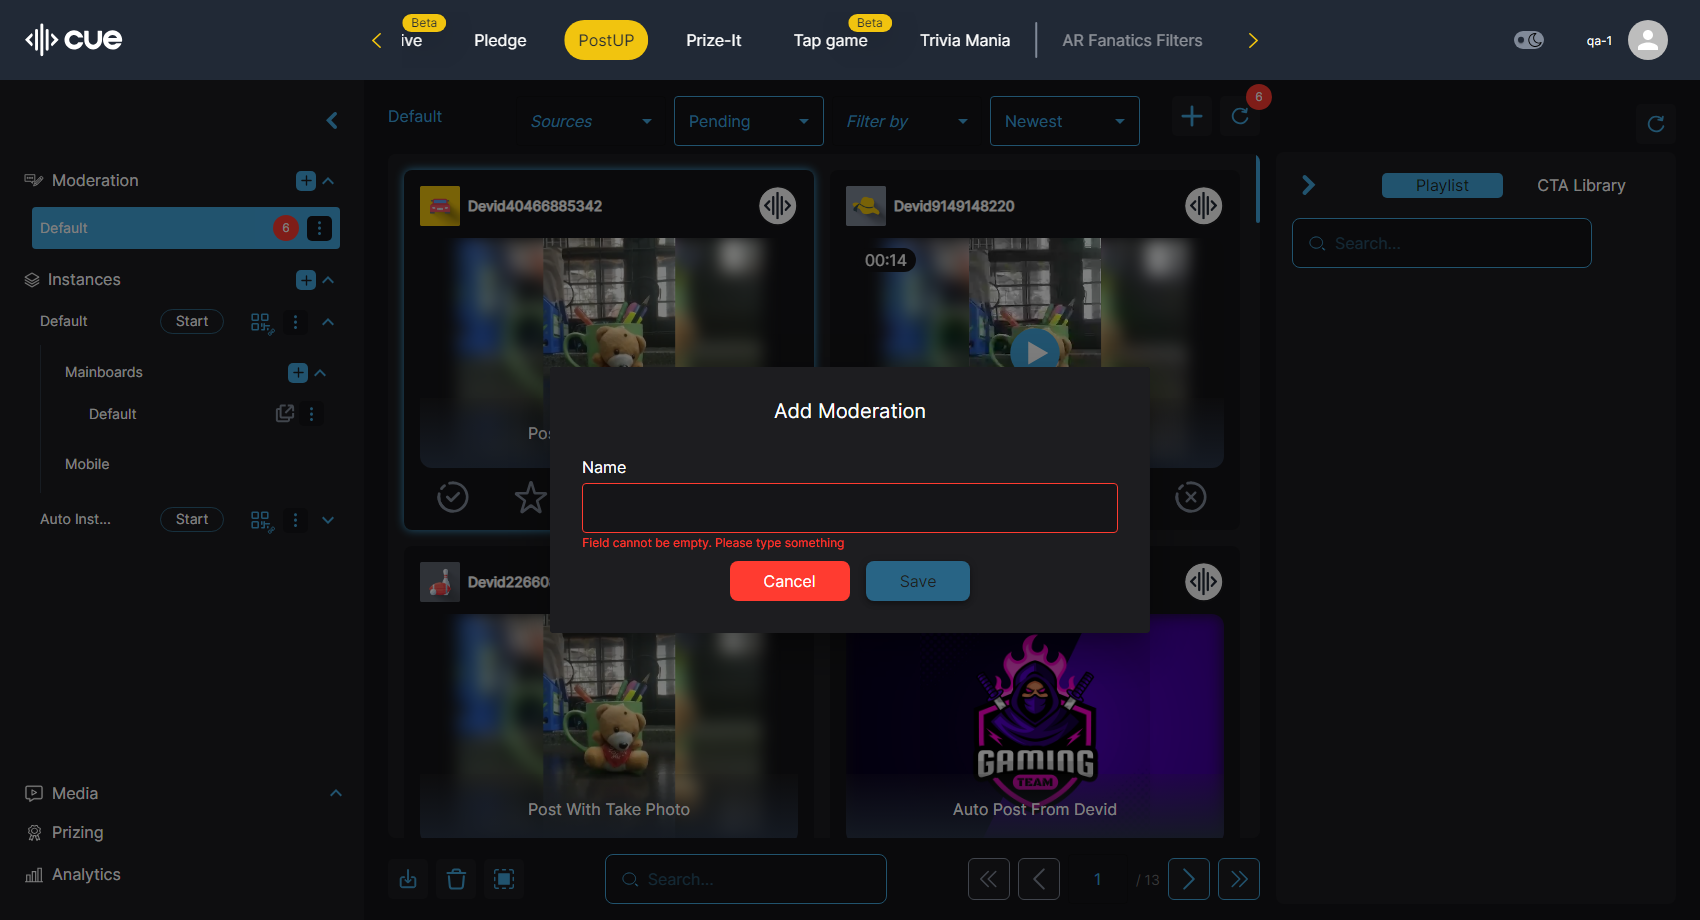 cue
Beta
ive
Pledge
PostUP
Prize-It
Beta
Tap game
Trivia Mania
AR Fanatics Filters
qa-1
Moderation
Default
6
Instances
Default
Start
Mainboards
Default
Mobile
Auto Inst...
Start
Media
Prizing
Analytics
Default
Sources
Pending
Filter by
Newest
6
Devid40466885342
Devid9149148220
00:14
Pos
Devid22660
Post With Take Photo
GAMING
TEAM
Auto Post From Devid
Add Moderation
Name
Field cannot be empty. Please type something
Cancel
Save
Search...
1
/ 13
Playlist
CTA Library
Search...